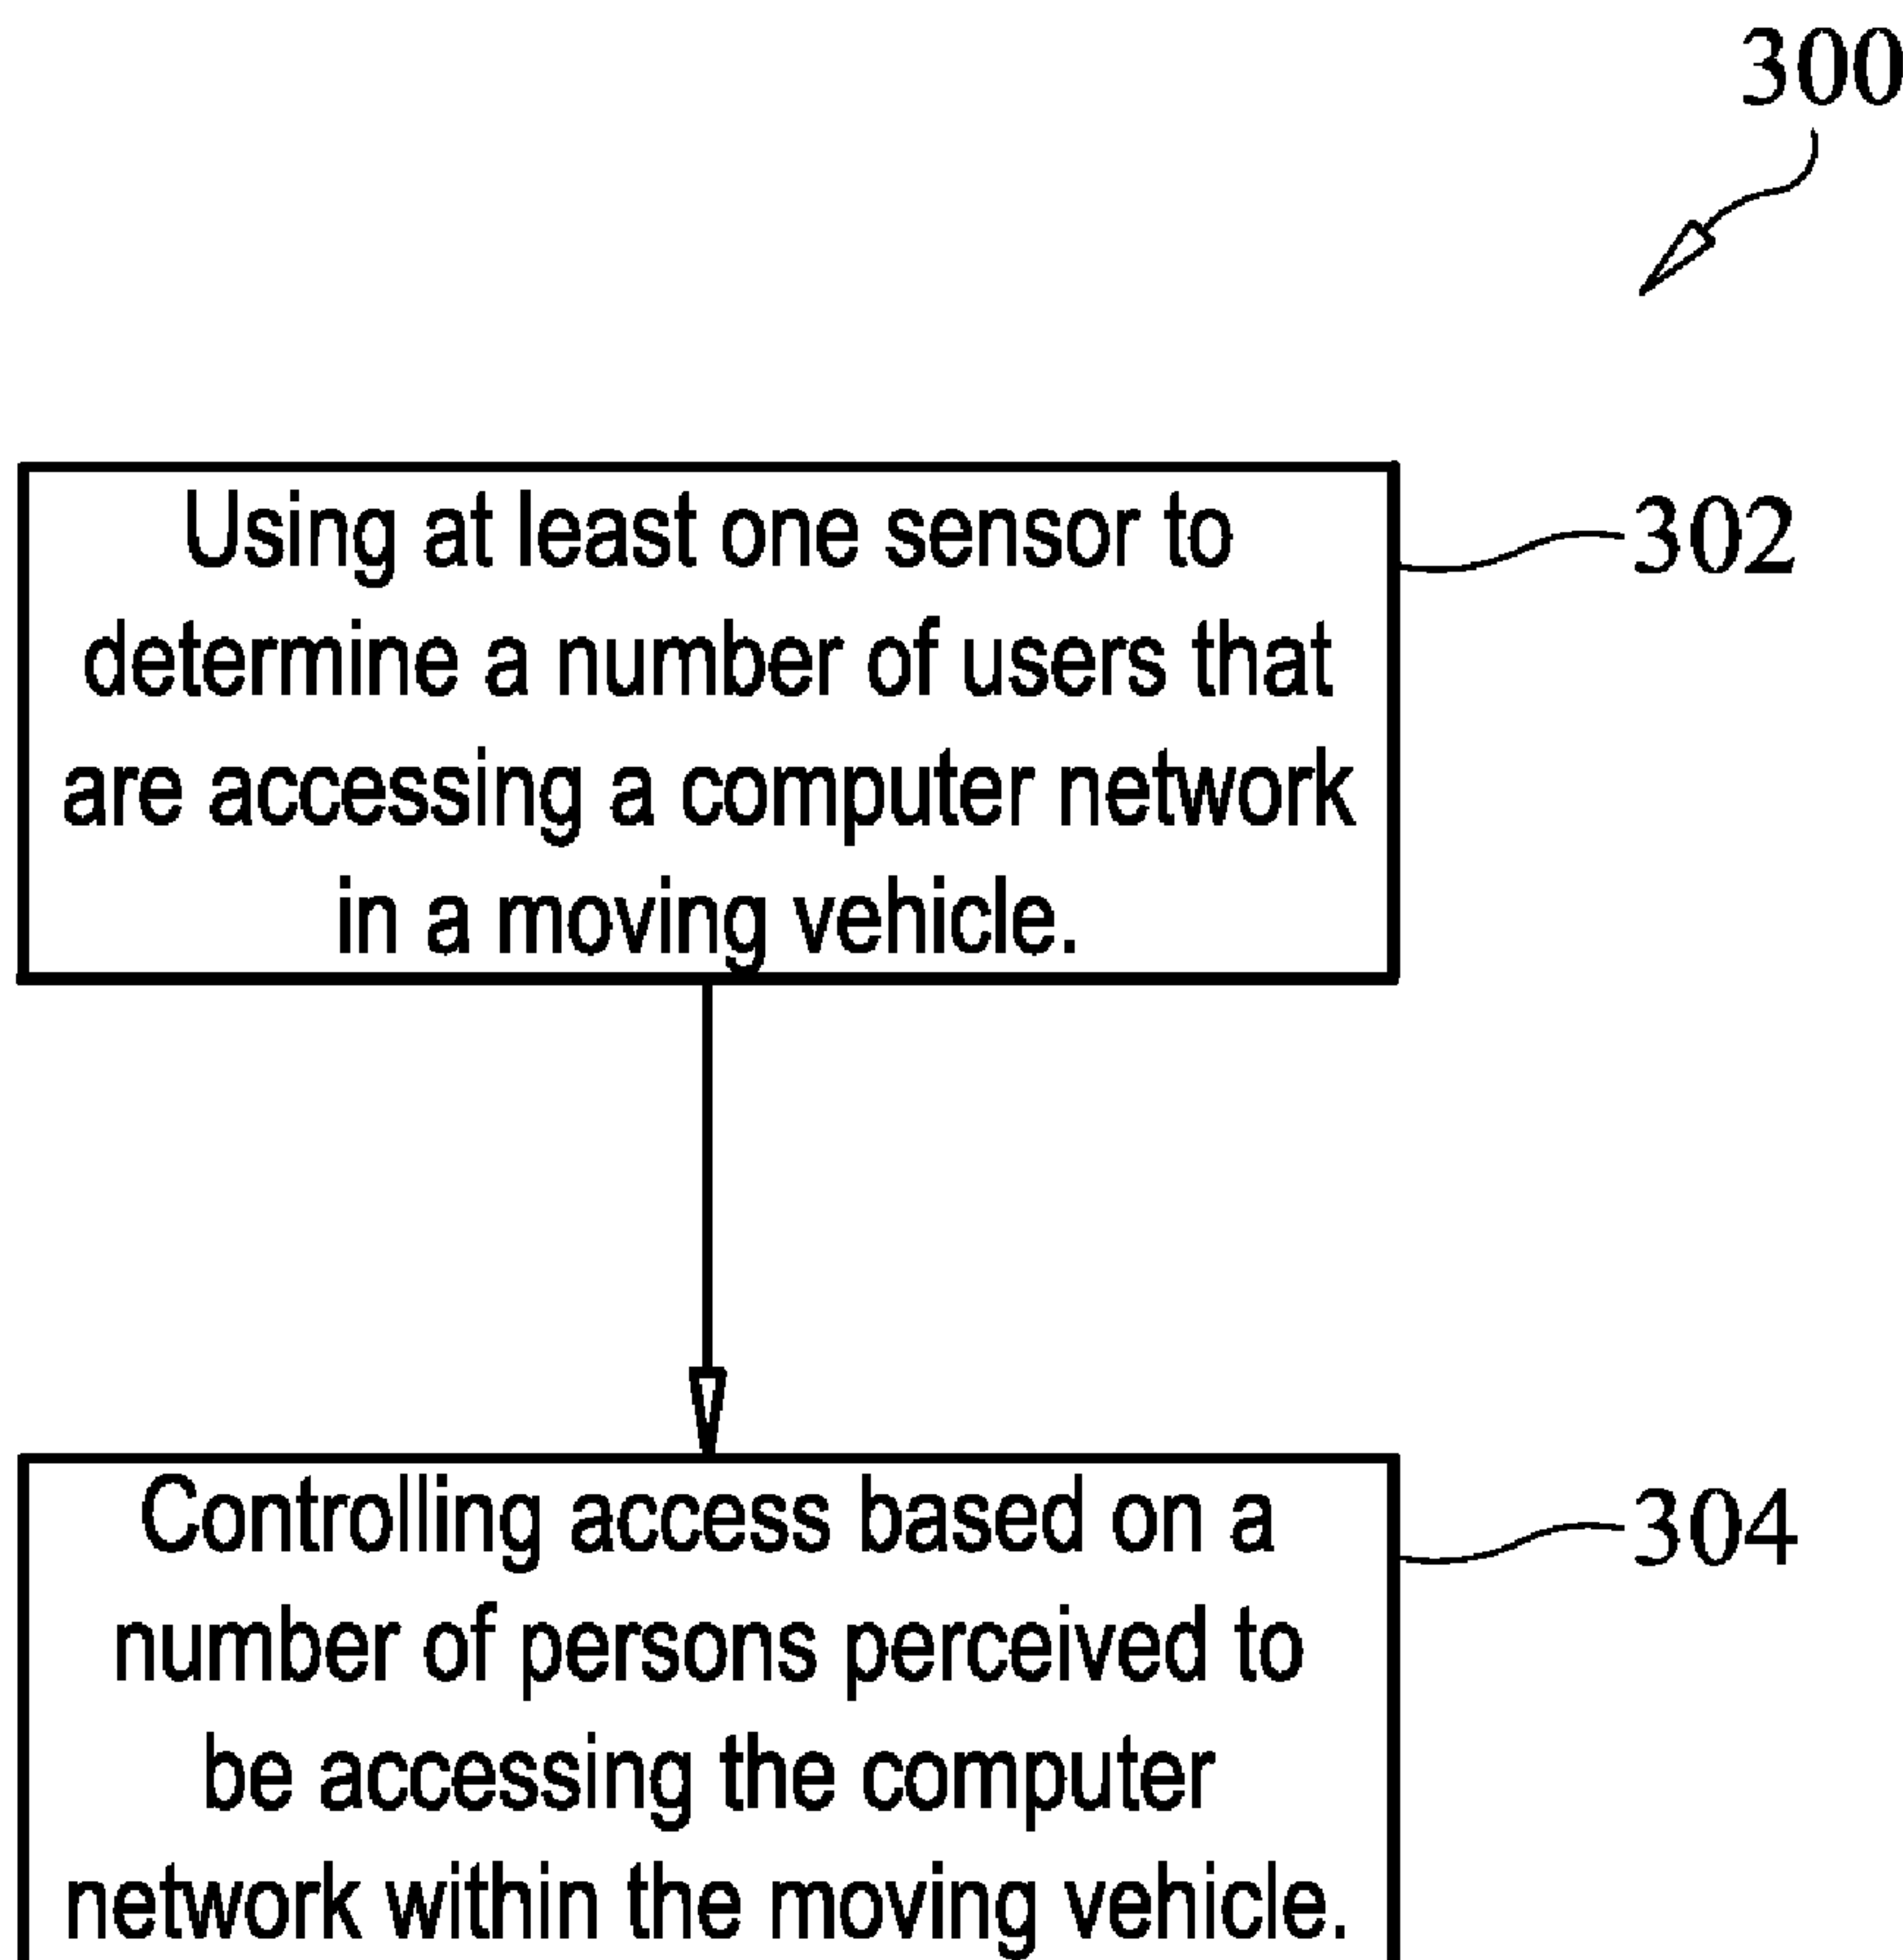 300
Using at least one sensor to
302
determine a number of users that
are accessing a computer network
in a moving vehicle.
Controlling access based on a
304
number of persons perceived to
be accessing the computer
network within the moving vehicle.